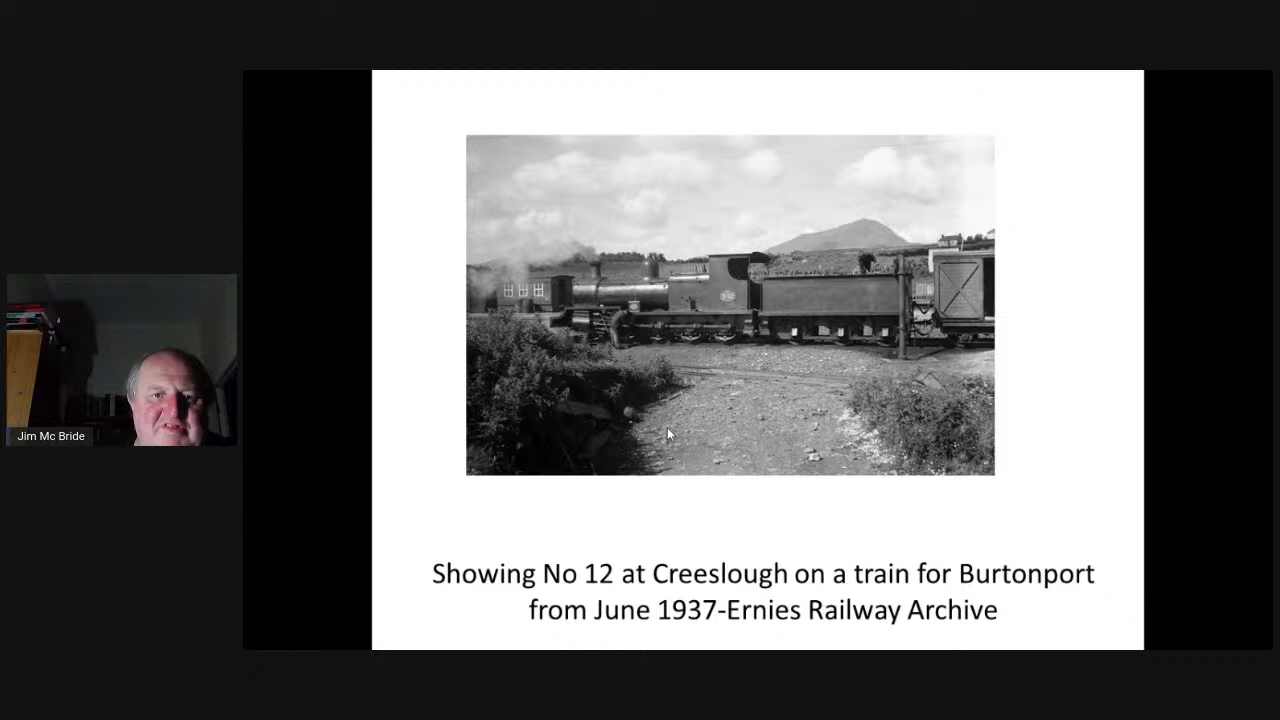 Jim Mc Bride
Showing No 12 at Creeslough on a train for Burtonport
from June 1937-Ernies Railway Archive